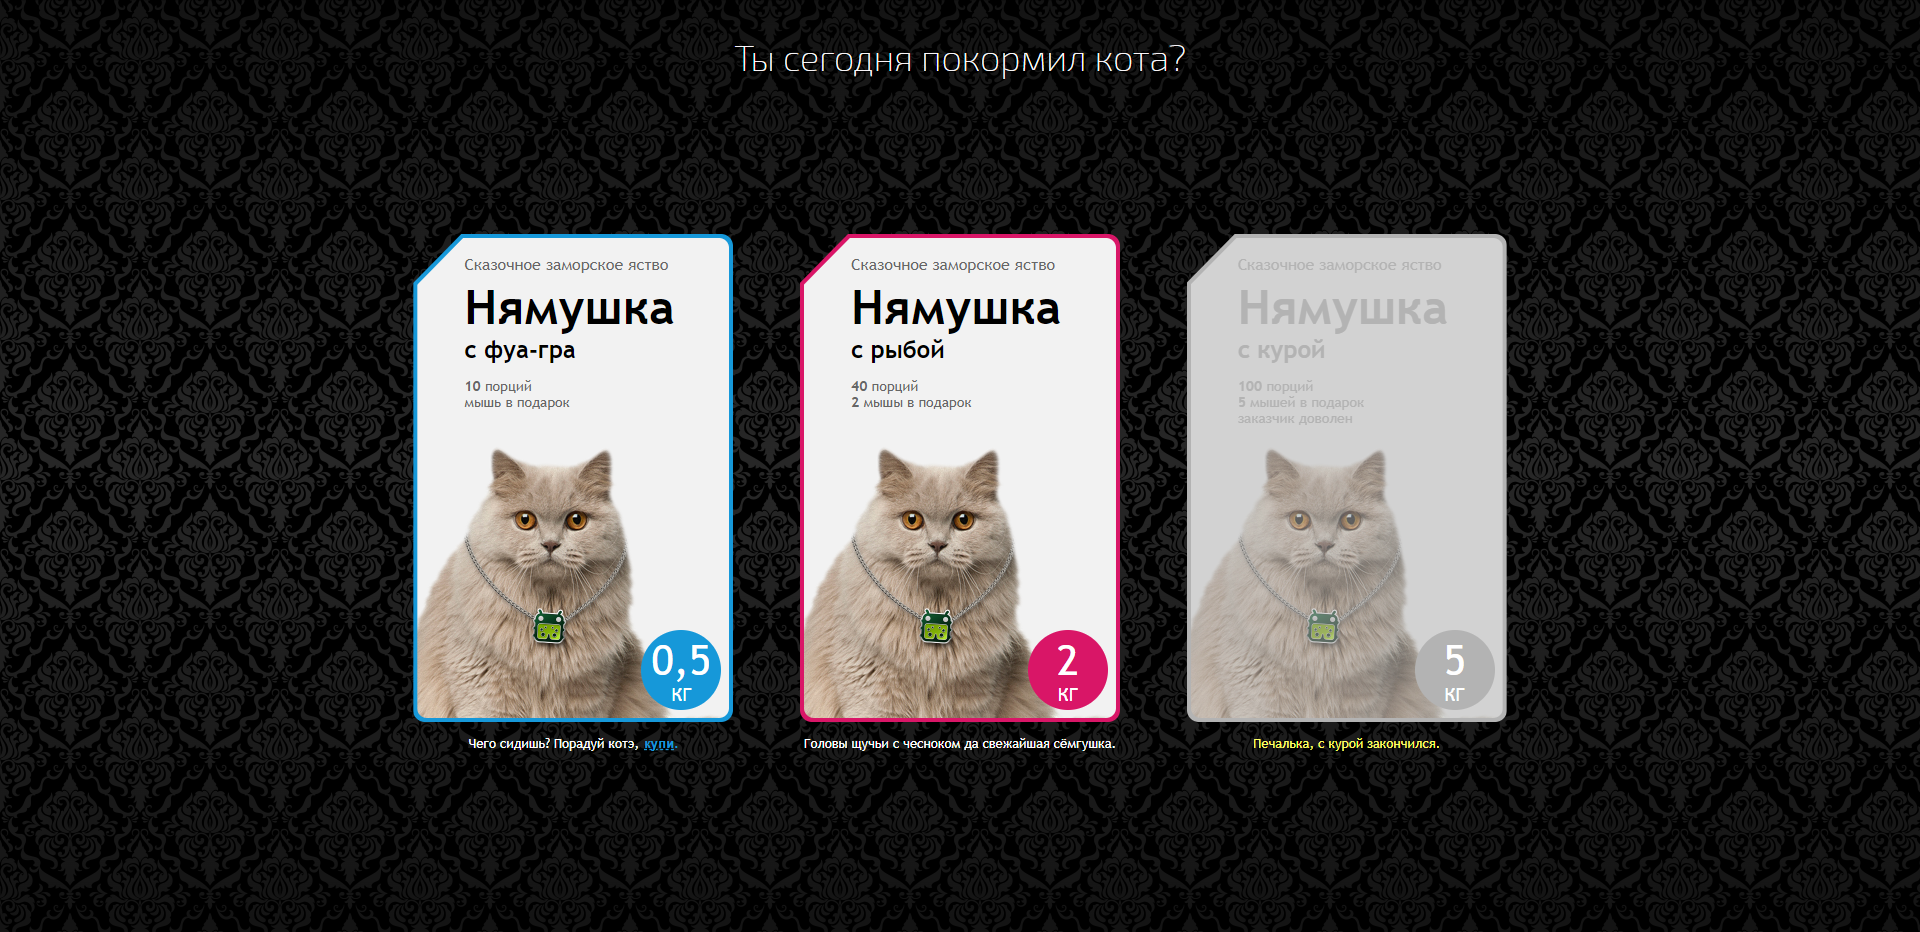 Ты сегодня покормил кота?
Сказочное заморское яство
Нямушка
с фуа-гра
10 порций
мышь в подарок
0,5
кг
Чего сидишь? Порадуй котэ, купи.
Сказочное заморское яство
Нямушка
с рыбой
40 порций
2 мышы в подарок
2
кг
Головы щучьи с чесноком да свежайшая сёмгушка.
Сказочное заморское яство
Нямушка
с курой
100 порций
5 мышей в подарок
заказчик доволен
5
кг
Печалька, с курой закончился.